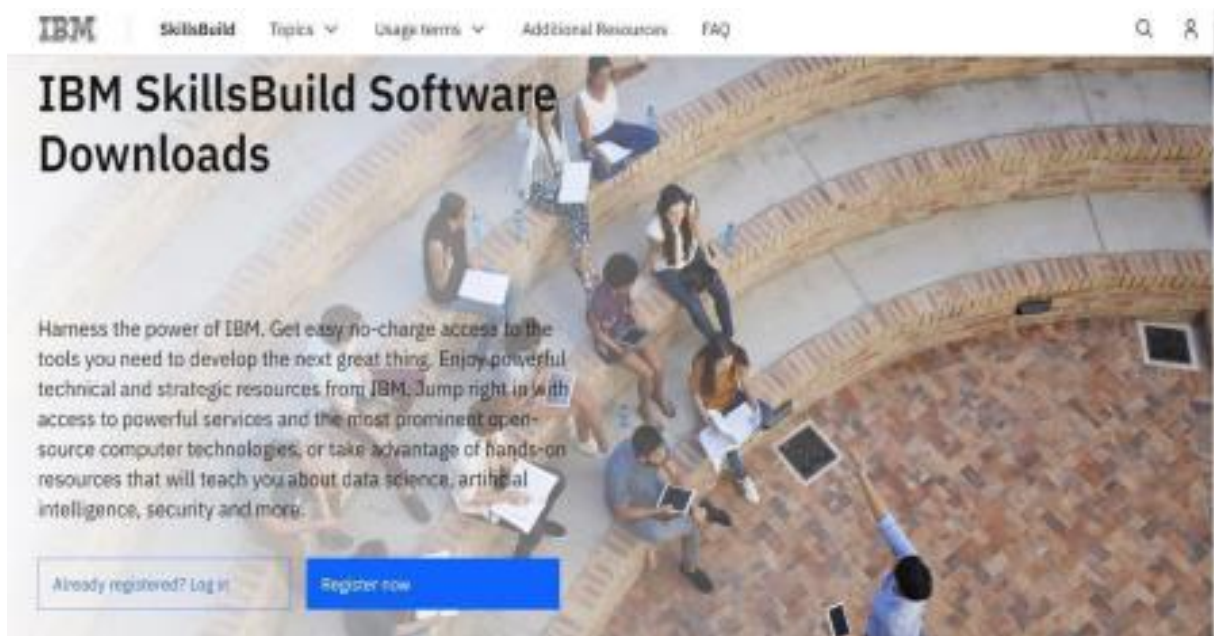 IBM SkillsBuild Topics Usage terms Additional Resources FAQ
IBM SkillsBuild Software
Downloads
Harness the power of IBM. Get easy no-charge access to the
tools you need to develop the next great thing. Enjoy powerful
technical and strategic resources from IBM. Jump right in with
access to powerful services and the most prominent open-
source computer technologies, or take advantage of hands-on
resources that will teach you about data science, artificial
intelligence, security and more.
Already registered? Log in Register now